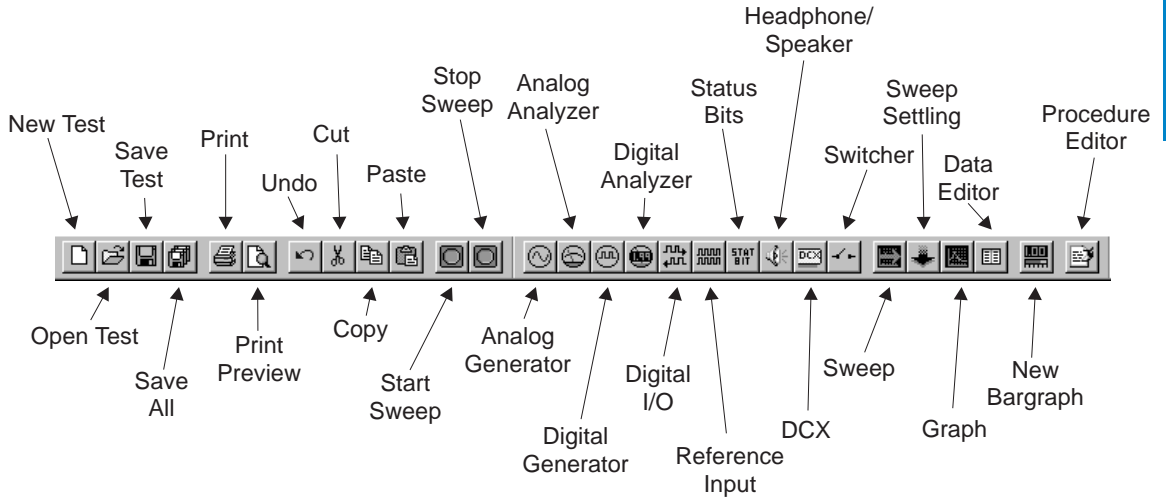 Headphone/
Speaker
Stop
Sweep
Analog
Analyzer
Status
Bits
Sweep
Settling
New Test
Save
Test
Print
Cut
Undo
Paste
Digital
Analyzer
Switcher
Data
Editor
Procedure
Editor
STAT
BIT
DCX
Open Test
Save
All
Print
Preview
Copy
Start
Sweep
Analog
Generator
Digital
Generator
Digital
I/O
Reference
Input
DCX
Sweep
Graph
New
Bargraph